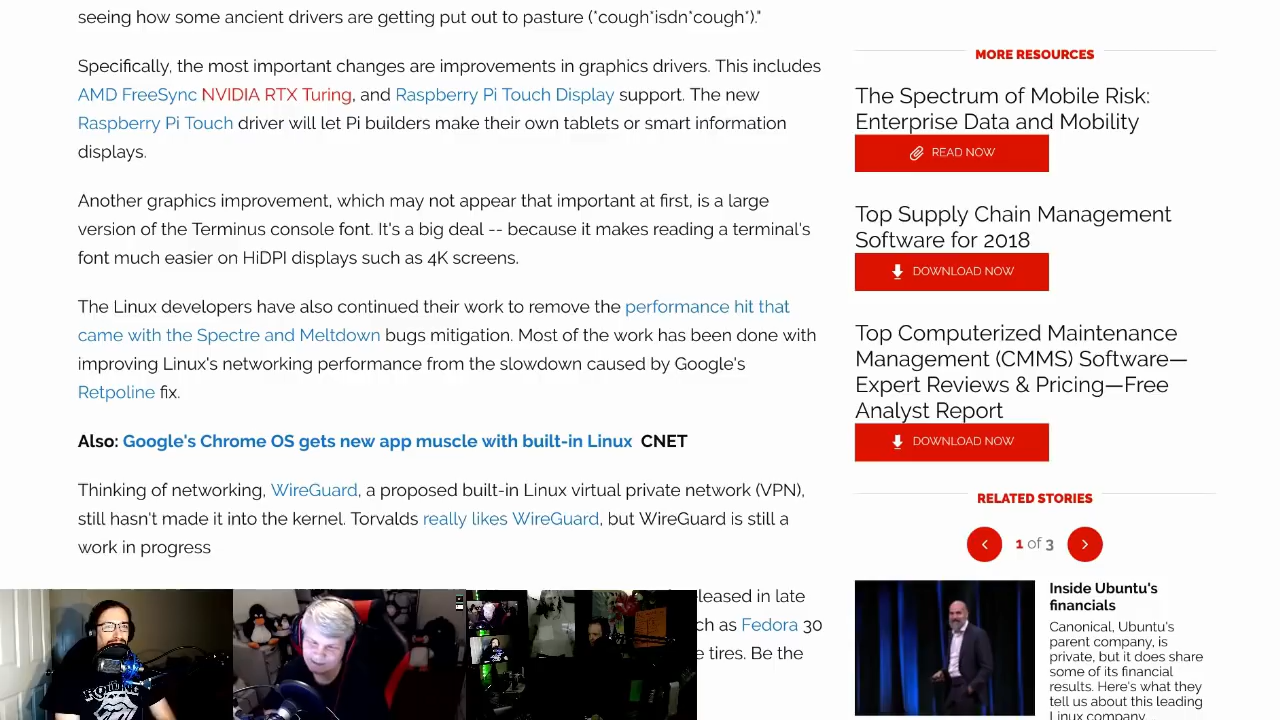 seeing how some ancient drivers are getting put out to pasture (*cough*isdn*cough*)."
Specifically, the most important changes are improvements in graphics drivers. This includes
AMD FreeSync NVIDIA RTX Turing, and Raspberry Pi Touch Display support. The new
Raspberry Pi Touch driver will let Pi builders make their own tablets or smart information
displays.
Another graphics improvement, which may not appear that important at first, is a large
version of the Terminus console font. It's a big deal -- because it makes reading a terminal's
font much easier on HiDPI displays such as 4K screens.
The Linux developers have also continued their work to remove the performance hit that
came with the Spectre and Meltdown bugs mitigation. Most of the work has been done with
improving Linux's networking performance from the slowdown caused by Google's
Retpoline fix.
Also: Google's Chrome OS gets new app muscle with built-in Linux CNET
Thinking of networking, WireGuard, a proposed built-in Linux virtual private network (VPN),
still hasn't made it into the kernel. Torvalds really likes WireGuard, but WireGuard is still a
work in progress
eleased in late
ch as Fedora 30
e tires. Be the
MORE RESOURCES
The Spectrum of Mobile Risk:
Enterprise Data and Mobility
READ NOW
Top Supply Chain Management
Software for 2018
DOWNLOAD NOW
Top Computerized Maintenance
Management (CMMS) Software—
Expert Reviews & Pricing—Free
Analyst Report
DOWNLOAD NOW
RELATED STORIES
1 of 3
Inside Ubuntu's
financials
Canonical, Ubuntu's
parent company, is
private, but it does share
some of its financial
results. Here's what they
tell us about this leading
Linux company.